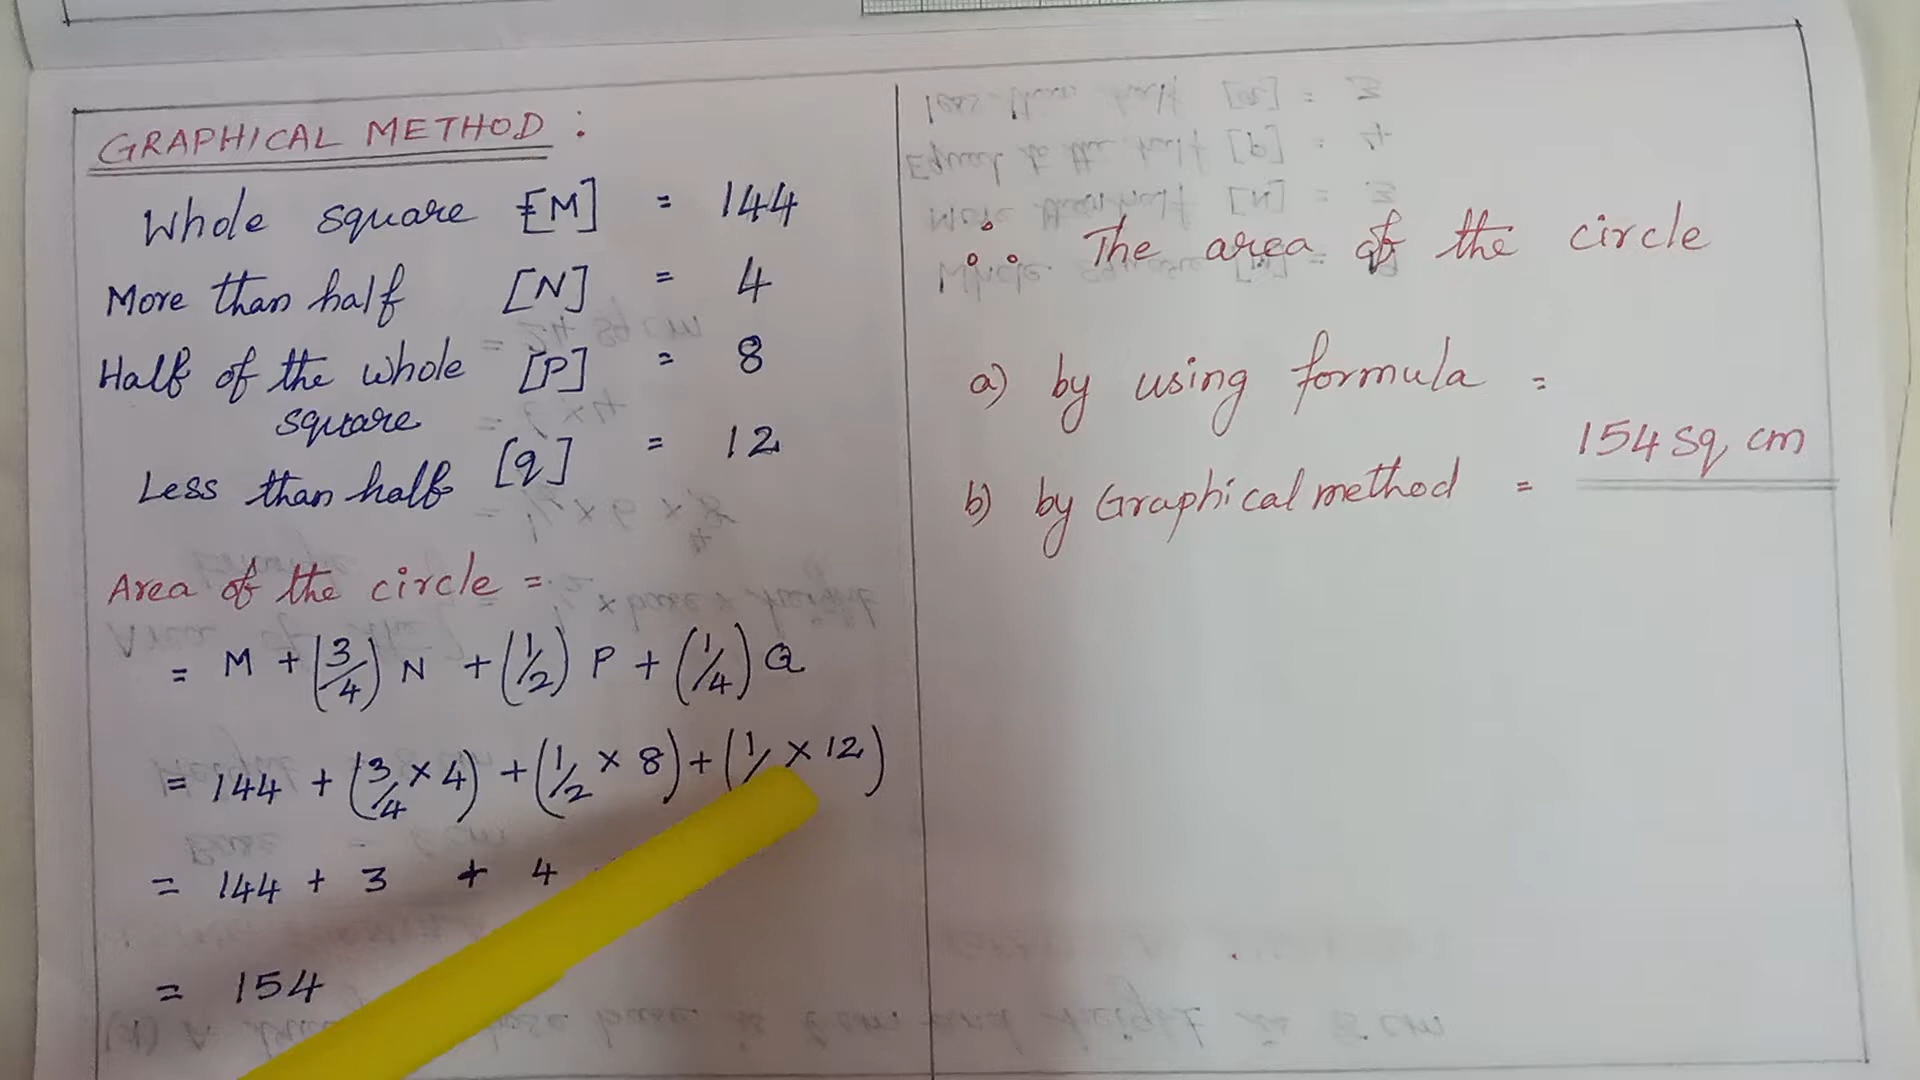 GRAPHICAL METHOD :
Whole square [M] = 144
More than half [N] = 4
Half of the whole [P] = 8
square
Less than half [q] = 12
Area of the circle =
= M + (3/4) N + (1/2) P + (1/4) Q
= 144 + (3/4 × 4) + (1/2 × 8) + (1/ × 12)
= 144 + 3 + 4
= 154
∴ The area of the circle
a) by using formula =
154 sq cm
b) by Graphical method =